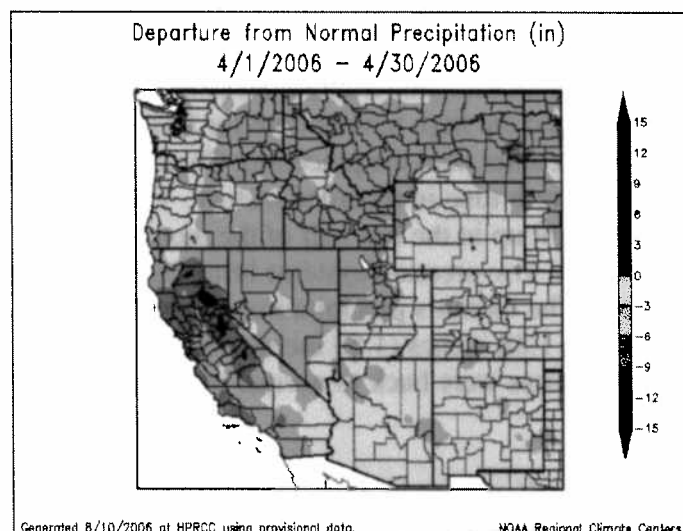 Departure from Normal Precipitation (in)
4/1/2006 – 4/30/2006
15
12
9
6
3
0
-3
-6
-9
-12
-15
Generated 8/10/2006 at HPRCC using provisional data.
NOAA Regional Climate Centers